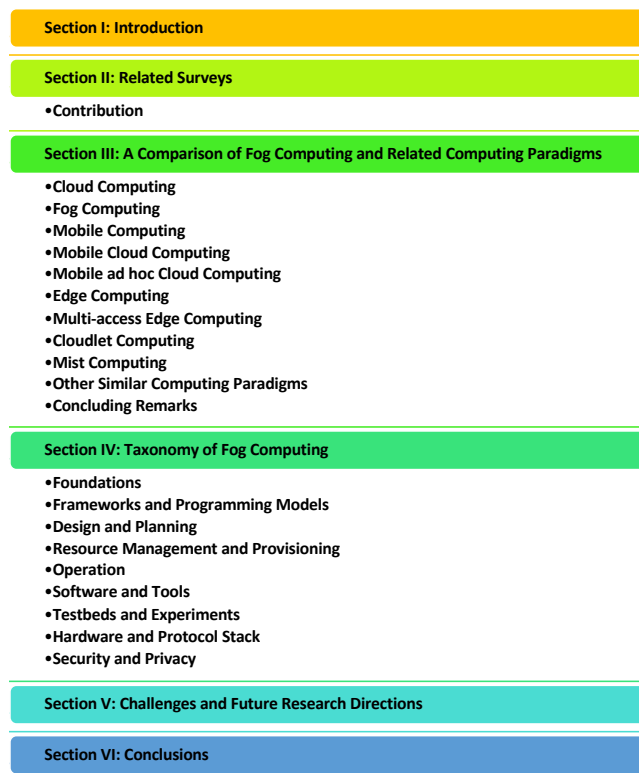 Section I: Introduction
Section II: Related Surveys
•Contribution
Section III: A Comparison of Fog Computing and Related Computing Paradigms
•Cloud Computing
•Fog Computing
•Mobile Computing
•Mobile Cloud Computing
•Mobile ad hoc Cloud Computing
•Edge Computing
•Multi-access Edge Computing
•Cloudlet Computing
•Mist Computing
•Other Similar Computing Paradigms
•Concluding Remarks
Section IV: Taxonomy of Fog Computing
•Foundations
•Frameworks and Programming Models
•Design and Planning
•Resource Management and Provisioning
•Operation
•Software and Tools
•Testbeds and Experiments
•Hardware and Protocol Stack
•Security and Privacy
Section V: Challenges and Future Research Directions
Section VI: Conclusions